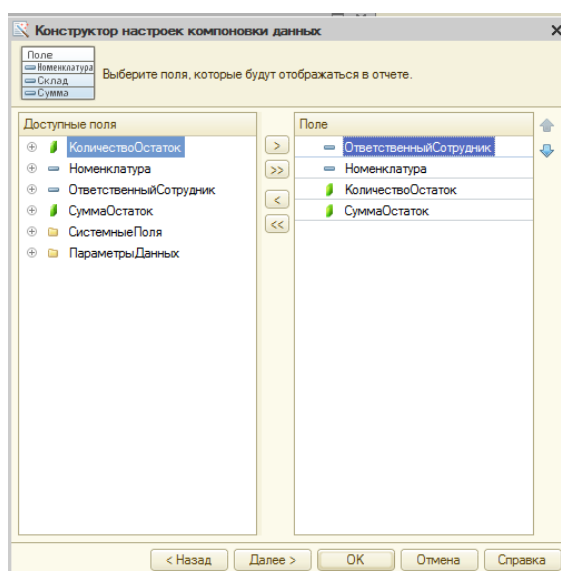 Конструктор настроек компоновки данных
Поле
Номенклатура
Склад
Сумма
Выберите поля, которые будут отображаться в отчете.
Доступные поля
КоличествоОстаток
Номенклатура
ОтветственныйСотрудник
СуммаОстаток
СистемныеПоля
ПараметрыДанных
>
>>
<
<<
Поле
ОтветственныйСотрудник
Номенклатура
КоличествоОстаток
СуммаОстаток
< Назад Далее > OK Отмена Справка